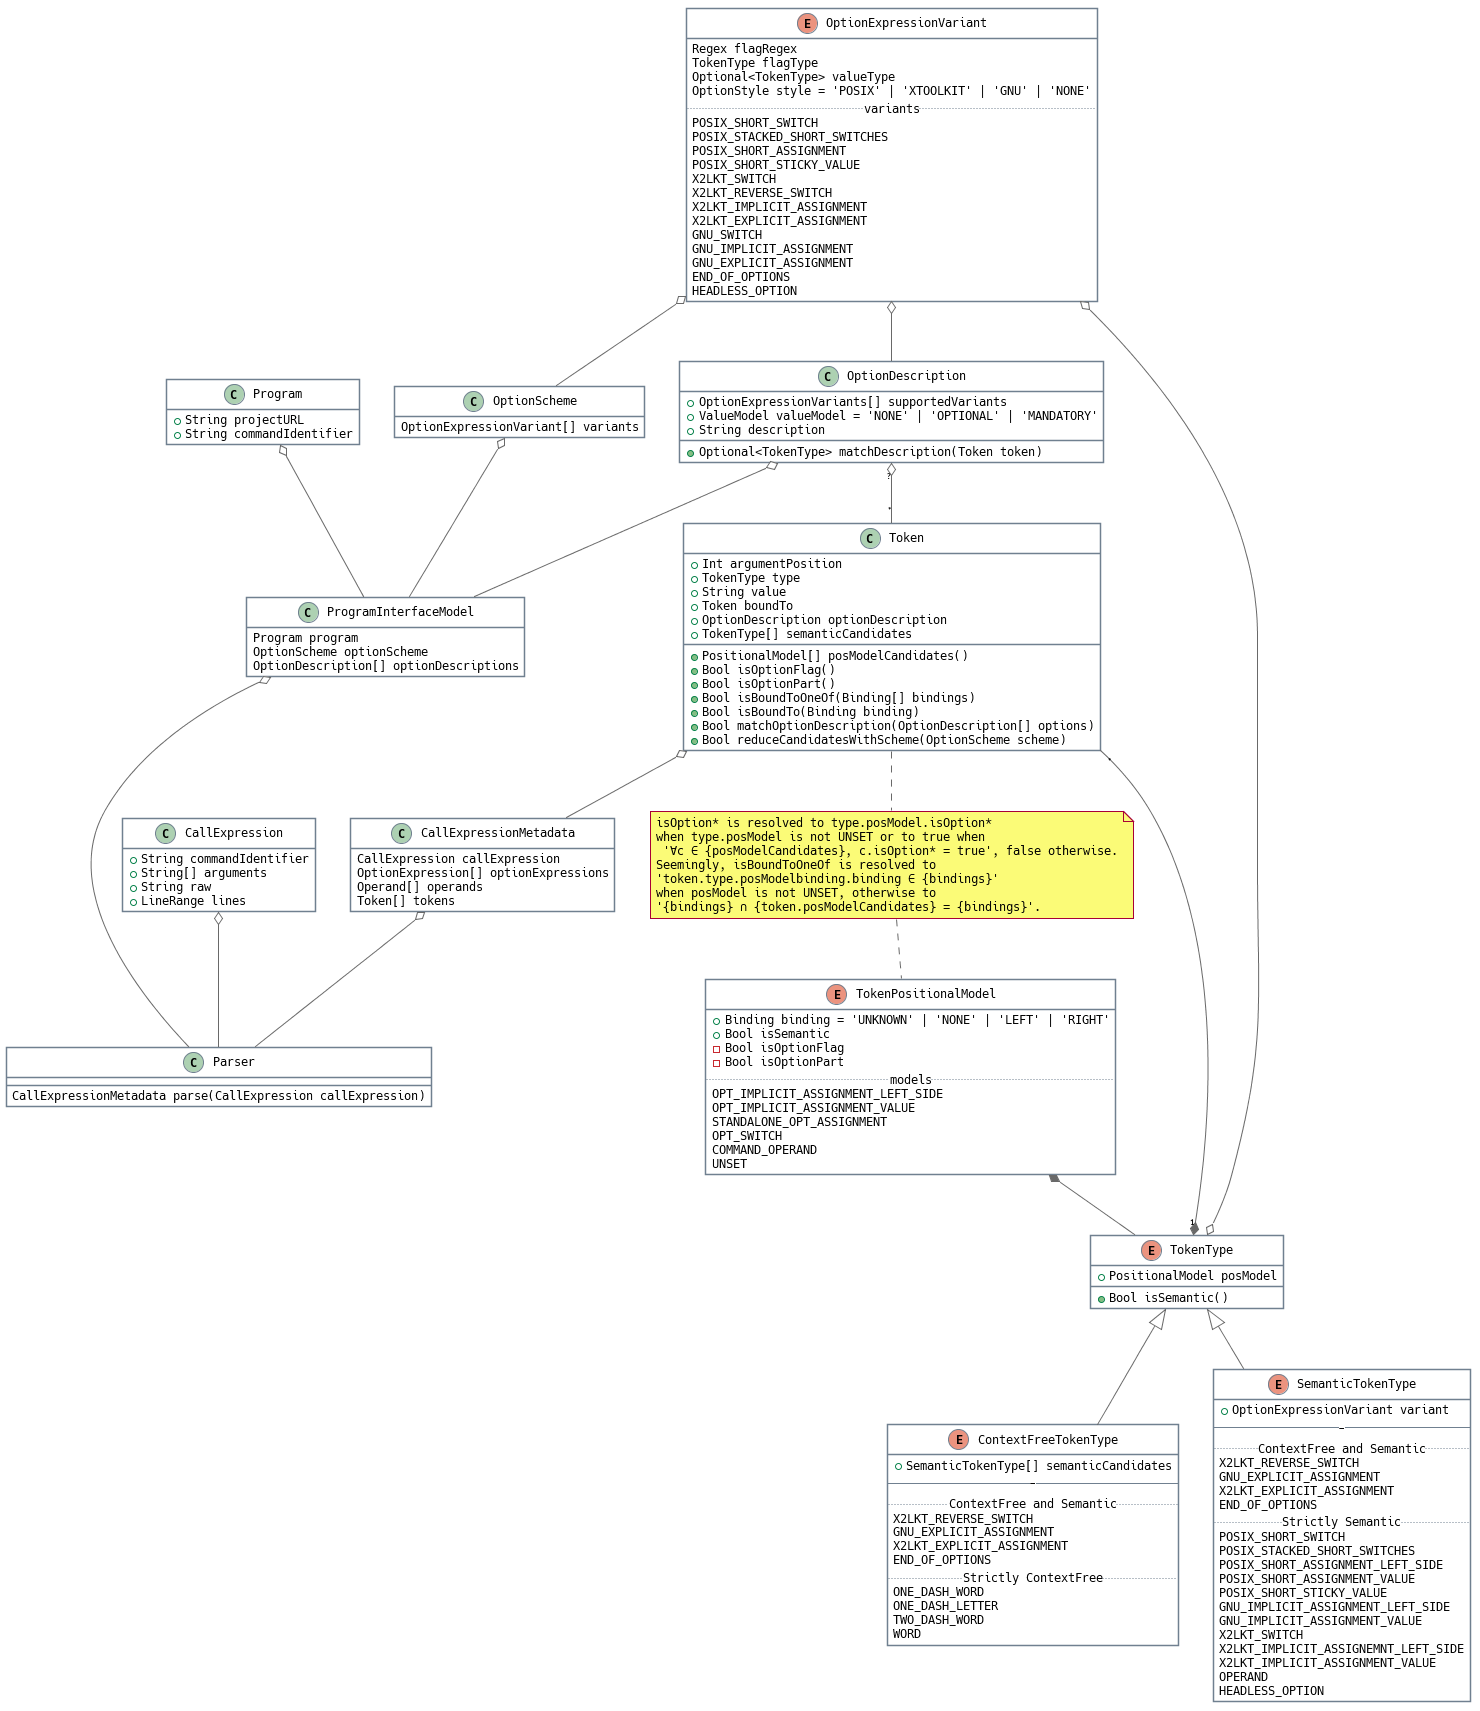 E OptionExpressionVariant
Regex flagRegex
TokenType flagType
Optional<TokenType> valueType
OptionStyle style = 'POSIX' | 'XTOOLKIT' | 'GNU' | 'NONE'
variants
POSIX_SHORT_SWITCH
POSIX_STACKED_SHORT_SWITCHES
POSIX_SHORT_ASSIGNMENT
POSIX_SHORT_STICKY_VALUE
X2LKT_SWITCH
X2LKT_REVERSE_SWITCH
X2LKT_IMPLICIT_ASSIGNMENT
X2LKT_EXPLICIT_ASSIGNMENT
GNU_SWITCH
GNU_IMPLICIT_ASSIGNMENT
GNU_EXPLICIT_ASSIGNMENT
END_OF_OPTIONS
HEADLESS_OPTION
C Program
String projectURL
String commandIdentifier
C OptionScheme
OptionExpressionVariant[] variants
C OptionDescription
OptionExpressionVariants[] supportedVariants
ValueModel valueModel = 'NONE' | 'OPTIONAL' | 'MANDATORY'
String description
Optional<TokenType> matchDescription(Token token)
?
*
C Token
Int argumentPosition
TokenType type
String value
Token boundTo
OptionDescription optionDescription
TokenType[] semanticCandidates
PositionalModel[] posModelCandidates()
Bool isOptionFlag()
Bool isOptionPart()
Bool isBoundToOneOf(Binding[] bindings)
Bool isBoundTo(Binding binding)
Bool matchOptionDescription(OptionDescription[] options)
Bool reduceCandidatesWithScheme(OptionScheme scheme)
*
C ProgramInterfaceModel
Program program
OptionScheme optionScheme
OptionDescription[] optionDescriptions
C CallExpression
String commandIdentifier
String[] arguments
String raw
LineRange lines
C CallExpressionMetadata
CallExpression callExpression
OptionExpression[] optionExpressions
Operand[] operands
Token[] tokens
isOption* is resolved to type.posModel.isOption*
when type.posModel is not UNSET or to true when
'∀c ∈ {posModelCandidates}, c.isOption* = true', false otherwise.
Seemingly, isBoundToOneOf is resolved to
'token.type.posModelbinding.binding ∈ {bindings}'
when posModel is not UNSET, otherwise to
'{bindings} ∩ {token.posModelCandidates} = {bindings}'.
C Parser
CallExpressionMetadata parse(CallExpression callExpression)
E TokenPositionalModel
Binding binding = 'UNKNOWN' | 'NONE' | 'LEFT' | 'RIGHT'
Bool isSemantic
Bool isOptionFlag
Bool isOptionPart
models
OPT_IMPLICIT_ASSIGNMENT_LEFT_SIDE
OPT_IMPLICIT_ASSIGNMENT_VALUE
STANDALONE_OPT_ASSIGNMENT
OPT_SWITCH
COMMAND_OPERAND
UNSET
1
E TokenType
PositionalModel posModel
Bool isSemantic()
E ContextFreeTokenType
SemanticTokenType[] semanticCandidates
_
ContextFree and Semantic
X2LKT_REVERSE_SWITCH
GNU_EXPLICIT_ASSIGNMENT
X2LKT_EXPLICIT_ASSIGNMENT
END_OF_OPTIONS
Strictly ContextFree
ONE_DASH_WORD
ONE_DASH_LETTER
TWO_DASH_WORD
WORD
E SemanticTokenType
OptionExpressionVariant variant
_
ContextFree and Semantic
X2LKT_REVERSE_SWITCH
GNU_EXPLICIT_ASSIGNMENT
X2LKT_EXPLICIT_ASSIGNMENT
END_OF_OPTIONS
Strictly Semantic
POSIX_SHORT_SWITCH
POSIX_STACKED_SHORT_SWITCHES
POSIX_SHORT_ASSIGNMENT_LEFT_SIDE
POSIX_SHORT_ASSIGNMENT_VALUE
POSIX_SHORT_STICKY_VALUE
GNU_IMPLICIT_ASSIGNMENT_LEFT_SIDE
GNU_IMPLICIT_ASSIGNMENT_VALUE
X2LKT_SWITCH
X2LKT_IMPLICIT_ASSIGNEMNT_LEFT_SIDE
X2LKT_IMPLICIT_ASSIGNMENT_VALUE
OPERAND
HEADLESS_OPTION